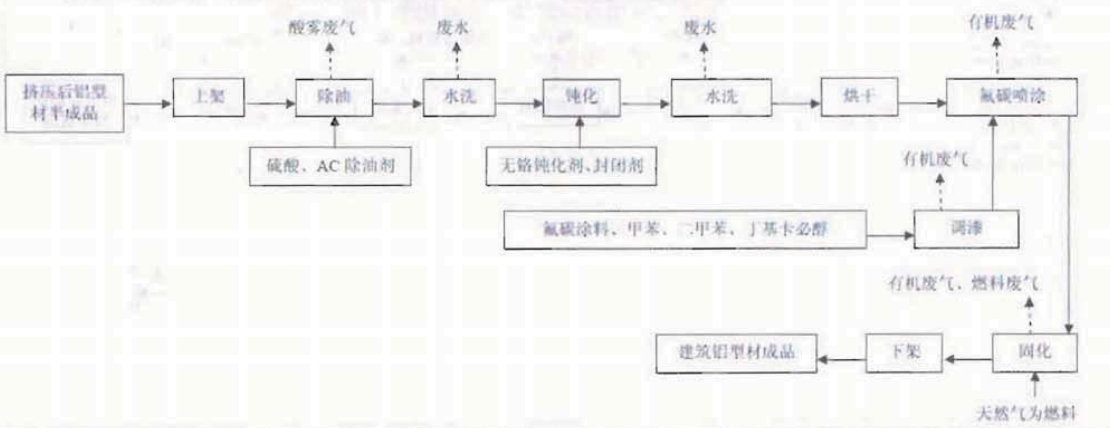 酸雾废气
废水
废水
有机废气
挤压后铝型
材半成品
上架
除油
水洗
钝化
水洗
烘干
氟碳喷涂
硫酸、AC 除油剂
无铬钝化剂、封闭剂
有机废气
氟碳涂料、甲苯、二甲苯、丁基卡必醇
调漆
有机废气、燃料废气
建筑铝型材成品
下架
固化
天然气为燃料